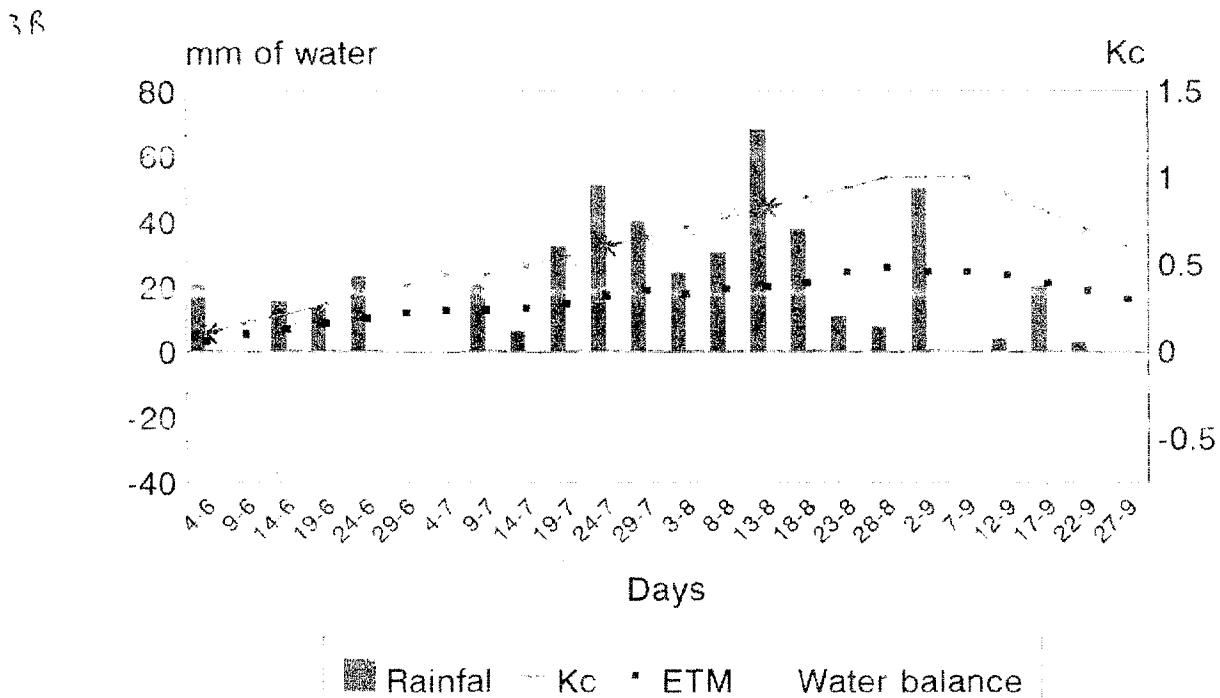 3B
mm of water Kc
80 1.5
60
40 1
20 0.5
0 0
-20
-40 -0.5
4-6 9-6 14-6 19-6 24-6 29-6 4-7 9-7 14-7 19-7 24-7 29-7 3-8 8-8 13-8 18-8 23-8 28-8 2-9 7-9 12-9 17-9 22-9 27-9
Days
Rainfal Kc ETM Water balance